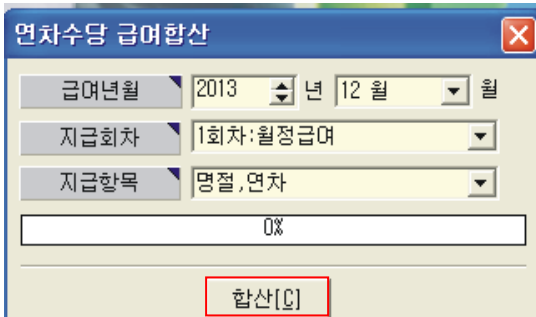 연차수당 급여합산
급여년월 2013 년 12 월 월
지급회차 1회차:월정급여
지급항목 명절,연차
0%
합산[C]